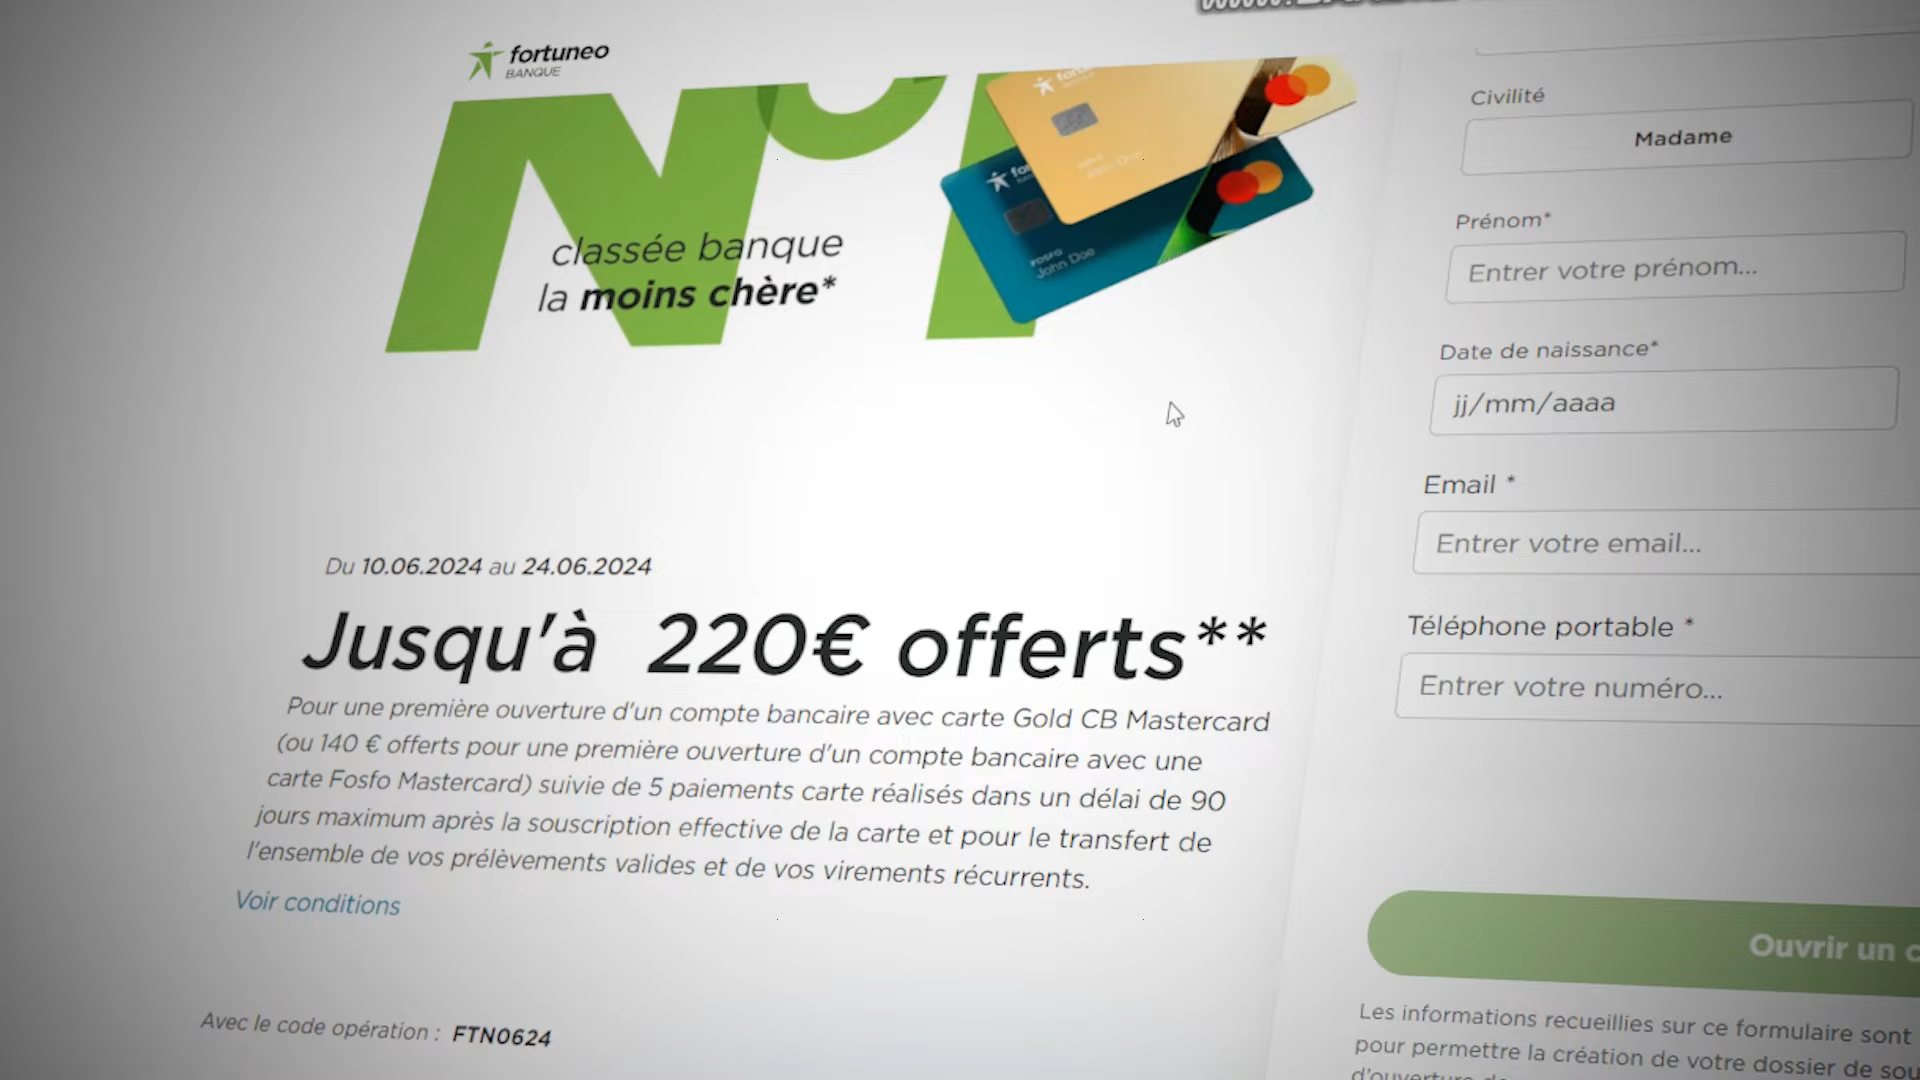 fortuneo
BANQUE
N°1
classée banque
la moins chère*
FOSFO
John Doe
Du 10.06.2024 au 24.06.2024
Jusqu'à 220€ offerts**
Pour une première ouverture d'un compte bancaire avec carte Gold CB Mastercard
(ou 140 € offerts pour une première ouverture d'un compte bancaire avec une
carte Fosfo Mastercard) suivie de 5 paiements carte réalisés dans un délai de 90
jours maximum après la souscription effective de la carte et pour le transfert de
l'ensemble de vos prélèvements valides et de vos virements récurrents.
Voir conditions
Avec le code opération : FTN0624
Civilité
Madame
Prénom*
Entrer votre prénom...
Date de naissance*
jj/mm/aaaa
Email *
Entrer votre email...
Téléphone portable *
Entrer votre numéro...
Ouvrir un c
Les informations recueillies sur ce formulaire sont
pour permettre la création de votre dossier de sou